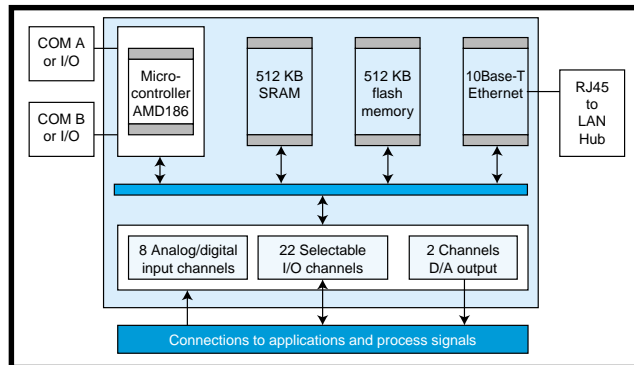 COM A
or I/O
COM B
or I/O
Micro-
controller
AMD186
512 KB
SRAM
512 KB
flash
memory
10Base-T
Ethernet
RJ45
to
LAN
Hub
8 Analog/digital
input channels
22 Selectable
I/O channels
2 Channels
D/A output
Connections to applications and process signals